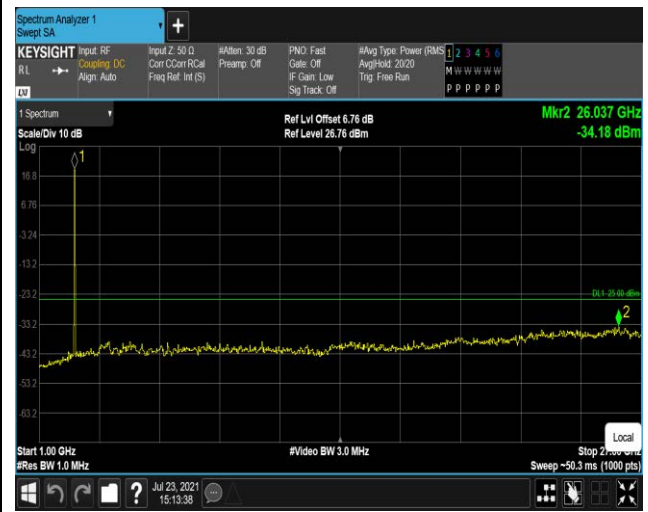 Spectrum Analyzer 1
Swept SA
+
KEYSIGHT Input: RF Input Z: 50 Ω #Atten: 30 dB PNO: Fast #Avg Type: Power (RMS 1 2 3 4 5 6
RL Coupling: DC Corr CCorr RCal Preamp: Off Gate: Off Avg|Hold: 20/20 M W W W W W
Align: Auto Freq Ref: Int (S) IF Gain: Low Trig: Free Run
Sig Track: Off P P P P P P
LXI
1 Spectrum Ref Lvl Offset 6.76 dB Mkr2 26.037 GHz
Scale/Div 10 dB Ref Level 26.76 dBm -34.18 dBm
Log
1
16.8
6.76
-3.24
-13.2
-23.2 DL1 -25.00 dBm
2
-33.2
-43.2
-53.2
-63.2
Local
Start 1.00 GHz #Video BW 3.0 MHz Stop
#Res BW 1.0 MHz Sweep ~50.3 ms (1000 pts)
? Jul 23, 2021
15:13:38